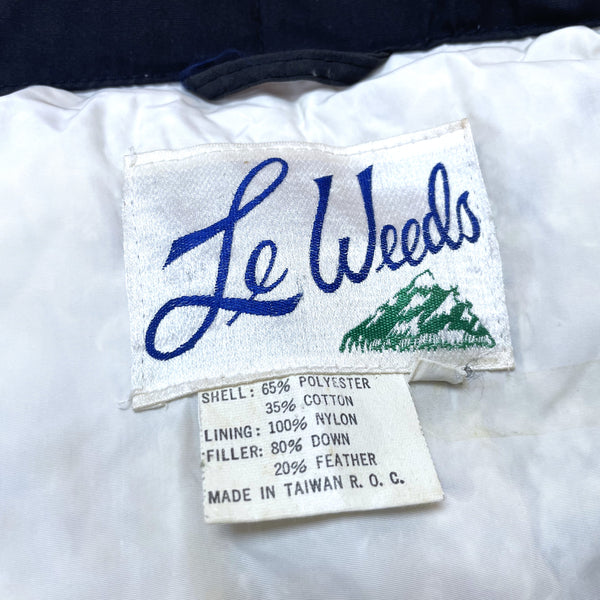 Le Weeds
SHELL: 65% POLYESTER
35% COTTON
LINING: 100% NYLON
FILLER: 80% DOWN
20% FEATHER
MADE IN TAIWAN R. O. C.